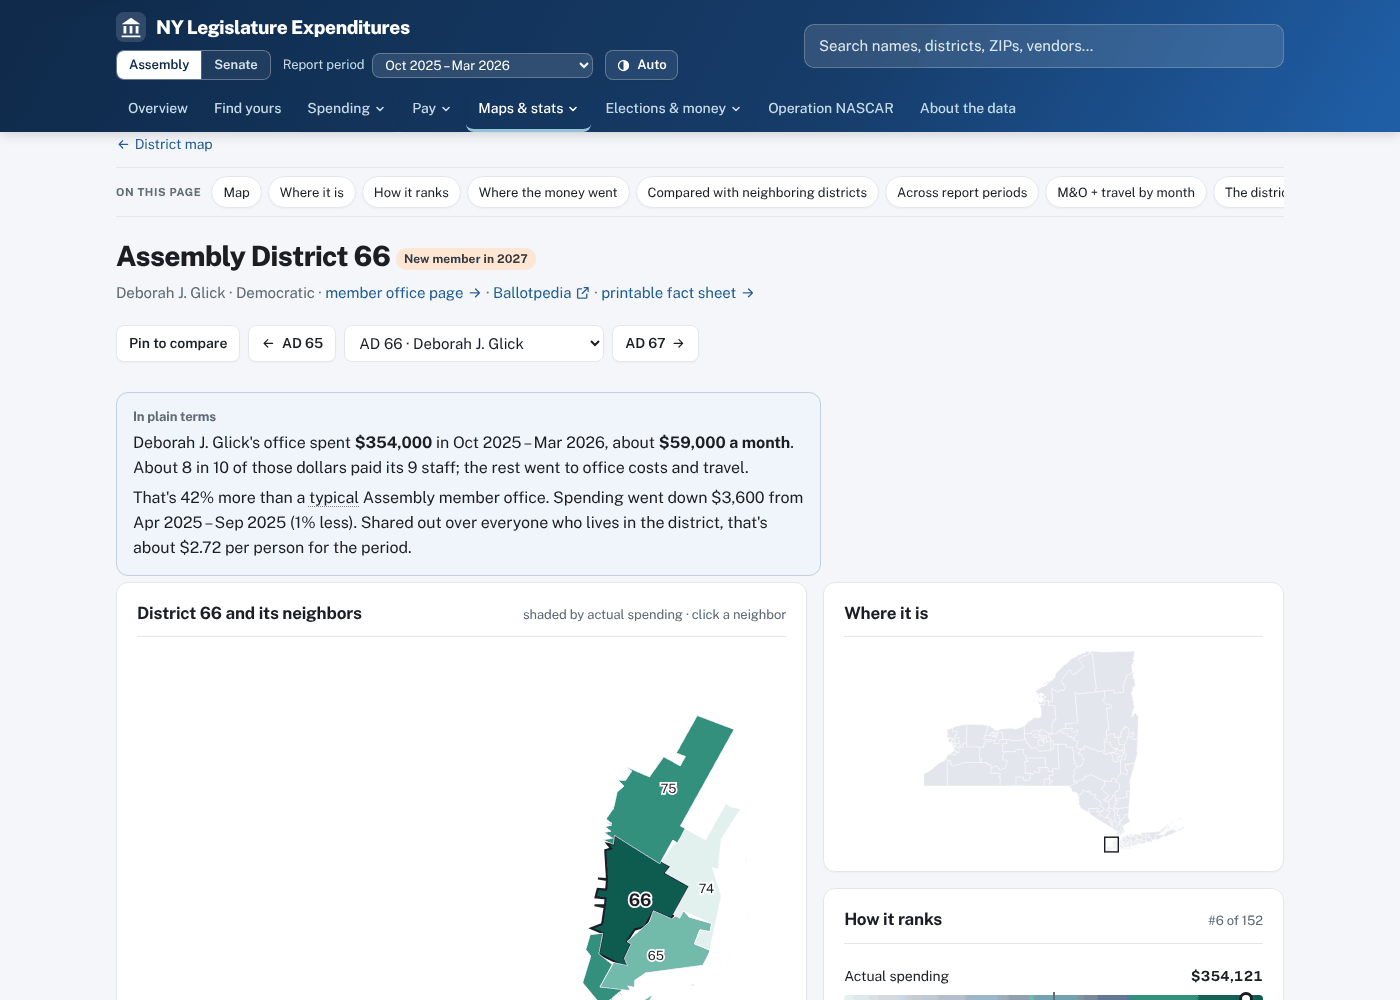 NY Legislature Expenditures
Search names, districts, ZIPs, vendors...
Assembly Senate Report period Oct 2025 – Mar 2026 Auto
Overview Find yours Spending Pay Maps & stats Elections & money Operation NASCAR About the data
← District map
ON THIS PAGE Map Where it is How it ranks Where the money went Compared with neighboring districts Across report periods M&O + travel by month The distric
Assembly District 66 New member in 2027
Deborah J. Glick · Democratic · member office page → · Ballotpedia · printable fact sheet →
Pin to compare ← AD 65 AD 66 · Deborah J. Glick AD 67 →
In plain terms
Deborah J. Glick's office spent $354,000 in Oct 2025 – Mar 2026, about $59,000 a month.
About 8 in 10 of those dollars paid its 9 staff; the rest went to office costs and travel.
That's 42% more than a typical Assembly member office. Spending went down $3,600 from
Apr 2025 – Sep 2025 (1% less). Shared out over everyone who lives in the district, that's
about $2.72 per person for the period.
District 66 and its neighbors shaded by actual spending · click a neighbor
75
74
66
65
Where it is
How it ranks #6 of 152
Actual spending $354,121